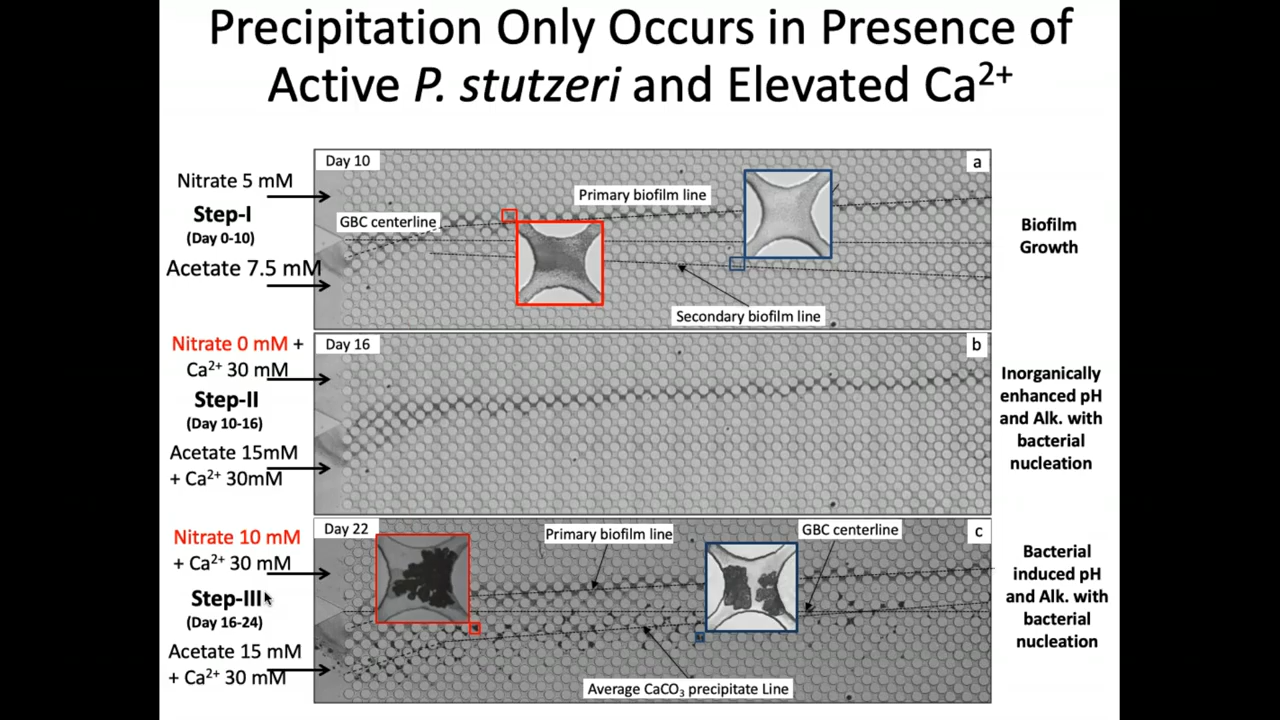 Precipitation Only Occurs in Presence of
Active P. stutzeri and Elevated Ca²⁺
Day 10
a
Nitrate 5 mM
Step-I
(Day 0-10)
Acetate 7.5 mM
GBC centerline
Primary biofilm line
Secondary biofilm line
Biofilm
Growth
Day 16
b
Nitrate 0 mM +
Ca²⁺ 30 mM
Step-II
(Day 10-16)
Acetate 15mM
+ Ca²⁺ 30mM
Inorganically
enhanced pH
and Alk. with
bacterial
nucleation
Day 22
c
Nitrate 10 mM
+ Ca²⁺ 30 mM
Step-III
(Day 16-24)
Acetate 15 mM
+ Ca²⁺ 30 mM
Primary biofilm line
GBC centerline
Average CaCO₃ precipitate Line
Bacterial
induced pH
and Alk. with
bacterial
nucleation